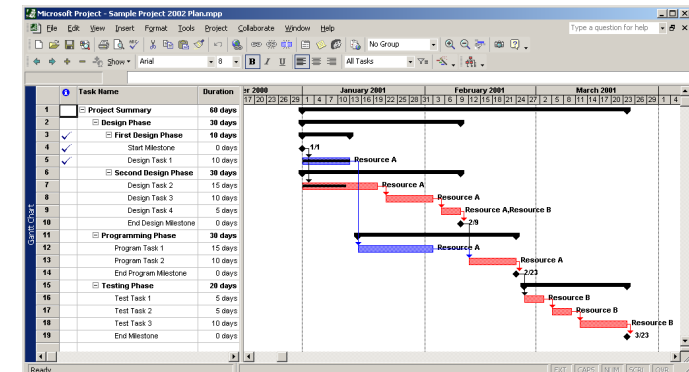 Microsoft Project - Sample Project 2002 Plan.mpp
File Edit View Insert Format Tools Project Collaborate Window Help Type a question for help
No Group
Show Arial 8 B I U All Tasks
Task Name Duration er 2000 January 2001 February 2001 March 2001
17 20 23 26 29 1 4 7 10 13 16 19 22 25 28 31 3 6 9 12 15 18 21 24 27 2 5 8 11 14 17 20 23 26 29 1 4
1 Project Summary 60 days
2 Design Phase 30 days
3 First Design Phase 10 days
4 Start Milestone 0 days 1/1
5 Design Task 1 10 days Resource A
6 Second Design Phase 30 days
7 Design Task 2 15 days Resource A
8 Design Task 3 10 days Resource A
9 Design Task 4 5 days Resource A,Resource B
10 End Design Milestone 0 days 2/9
11 Programming Phase 30 days
12 Program Task 1 15 days Resource A
13 Program Task 2 10 days Resource A
14 End Program Milestone 0 days 2/23
15 Testing Phase 20 days
16 Test Task 1 5 days Resource B
17 Test Task 2 5 days Resource B
18 Test Task 3 10 days Resource B
19 End Milestone 0 days 3/23
Gantt Chart
Ready EXT CAPS NUM SCRL OVR